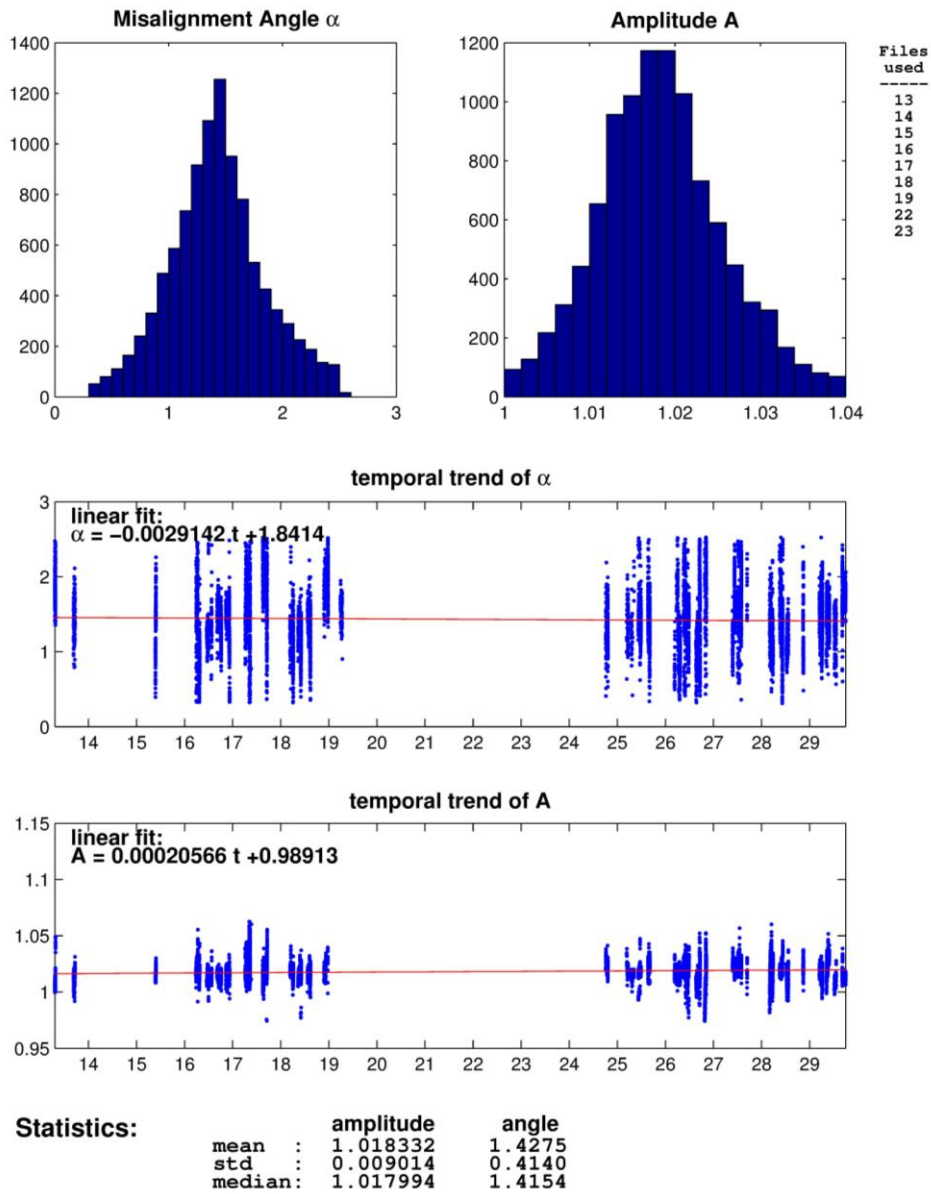 Misalignment Angle α
1400
1200
1000
800
600
400
200
0
0 1 2 3
Amplitude A
1200
1000
800
600
400
200
0
1 1.01 1.02 1.03 1.04
Files
used
-----
13
14
15
16
17
18
19
22
23
temporal trend of α
3
2
1
0
linear fit:
α = −0.0029142 t +1.8414
14 15 16 17 18 19 20 21 22 23 24 25 26 27 28 29
temporal trend of A
1.15
1.1
1.05
1
0.95
linear fit:
A = 0.00020566 t +0.98913
14 15 16 17 18 19 20 21 22 23 24 25 26 27 28 29
Statistics:
amplitude angle
mean : 1.018332 1.4275
std : 0.009014 0.4140
median: 1.017994 1.4154